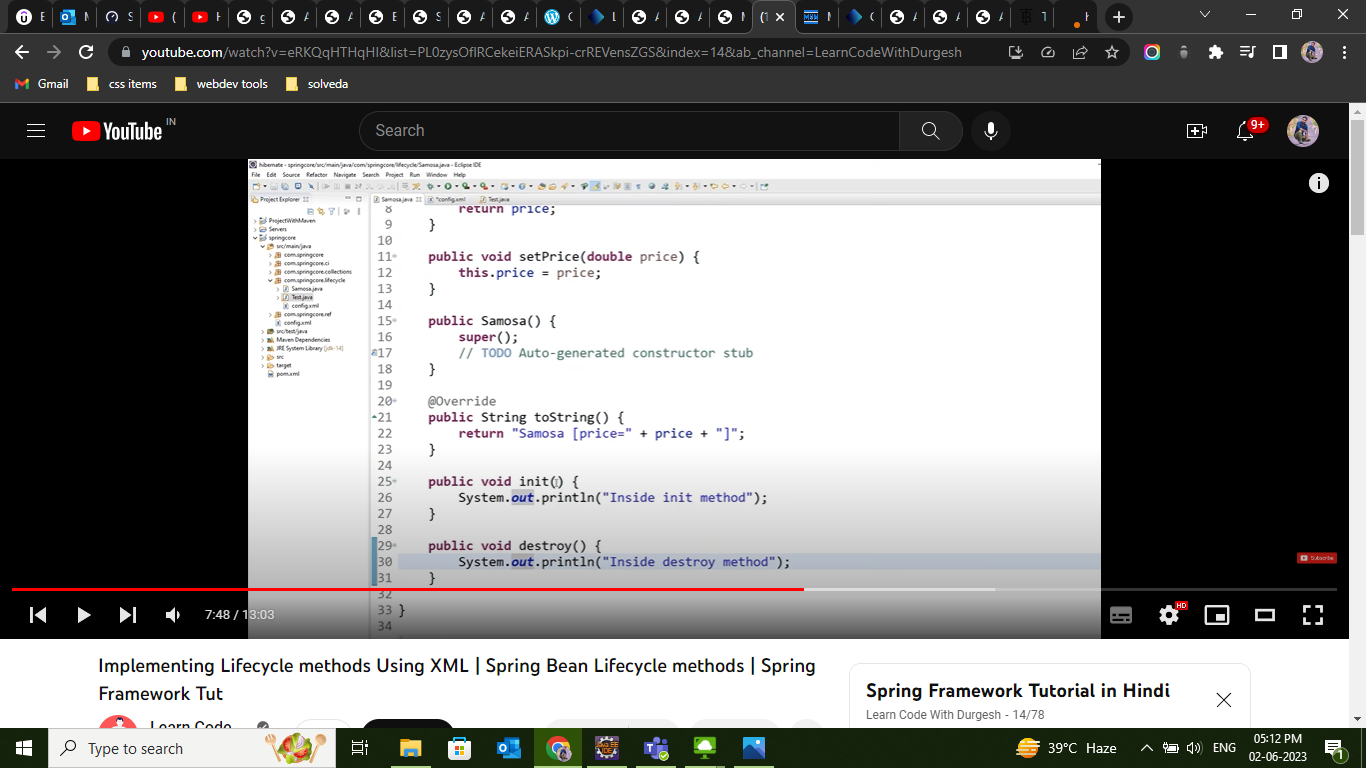 youtube.com/watch?v=eRKQqHTHqHI&list=PL0zysOflRCekeiERASkpi-crREVensZGS&index=14&ab_channel=LearnCodeWithDurgesh
Gmail css items webdev tools solveda
YouTube IN
Search
9+
hibernate - springcore/src/main/java/com/springcore/lifecycle/Samosa.java - Eclipse IDE
File Edit Source Refactor Navigate Search Project Run Window Help
Project Explorer
Samosa.java *config.xml Test.java
ProjectWithMaven
Servers
springcore
src/main/java
com.springcore
com.springcore.ci
com.springcore.collections
com.springcore.lifecycle
Samosa.java
Test.java
config.xml
com.springcore.ref
config.xml
src/test/java
Maven Dependencies
JRE System Library [jdk-14]
src
target
pom.xml
8 return price;
9 }
10
11 public void setPrice(double price) {
12 this.price = price;
13 }
14
15 public Samosa() {
16 super();
17 // TODO Auto-generated constructor stub
18 }
19
20 @Override
21 public String toString() {
22 return "Samosa [price=" + price + "]";
23 }
24
25 public void init() {
26 System.out.println("Inside init method");
27 }
28
29 public void destroy() {
30 System.out.println("Inside destroy method");
31 }
32
33 }
34
Subscribe
7:48 / 13:03
HD
Implementing Lifecycle methods Using XML | Spring Bean Lifecycle methods | Spring
Framework Tut
Learn Code
Spring Framework Tutorial in Hindi
Learn Code With Durgesh - 14/78
Type to search
39°C Haze
ENG
05:12 PM
02-06-2023
1